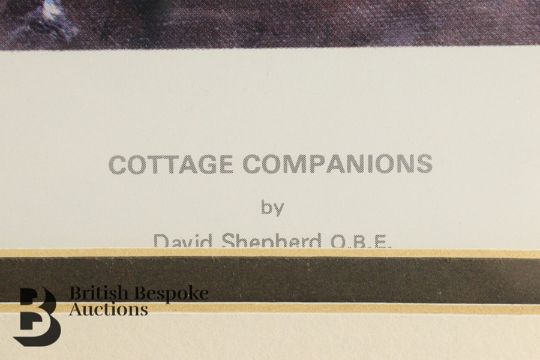 COTTAGE COMPANIONS
by
David Shepherd O.B.E.
British Bespoke
Auctions